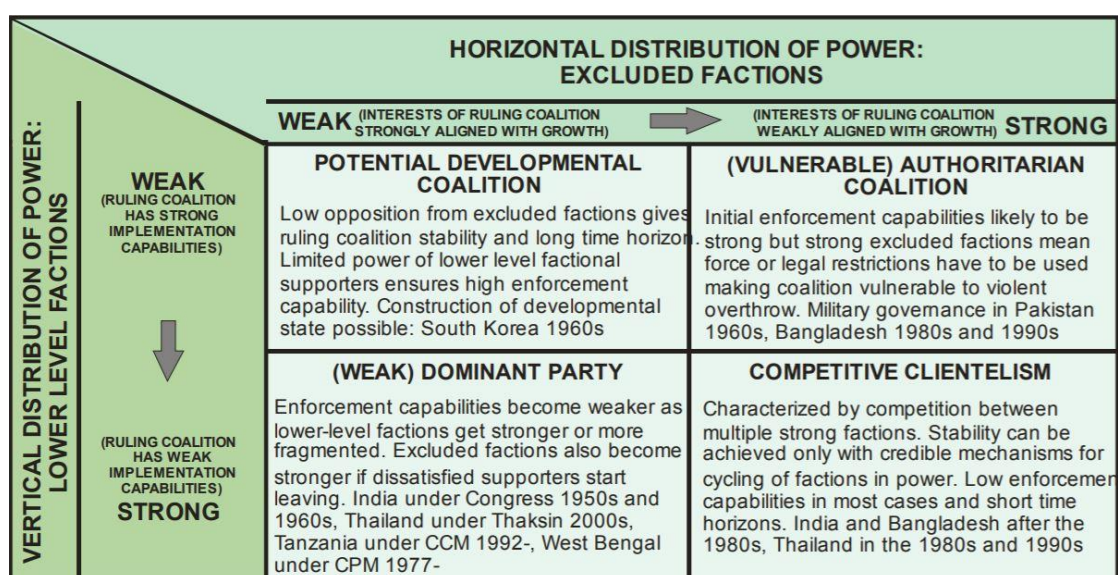 HORIZONTAL DISTRIBUTION OF POWER:
EXCLUDED FACTIONS
WEAK (INTERESTS OF RULING COALITION
STRONGLY ALIGNED WITH GROWTH)
(INTERESTS OF RULING COALITION
WEAKLY ALIGNED WITH GROWTH) STRONG
VERTICAL DISTRIBUTION OF POWER:
LOWER LEVEL FACTIONS
WEAK
(RULING COALITION
HAS STRONG
IMPLEMENTATION
CAPABILITIES)
POTENTIAL DEVELOPMENTAL
COALITION
Low opposition from excluded factions gives
ruling coalition stability and long time horizon.
Limited power of lower level factional
supporters ensures high enforcement
capability. Construction of developmental
state possible: South Korea 1960s
(VULNERABLE) AUTHORITARIAN
COALITION
Initial enforcement capabilities likely to be
strong but strong excluded factions mean
force or legal restrictions have to be used
making coalition vulnerable to violent
overthrow. Military governance in Pakistan
1960s, Bangladesh 1980s and 1990s
(RULING COALITION
HAS WEAK
IMPLEMENTATION
CAPABILITIES)
STRONG
(WEAK) DOMINANT PARTY
Enforcement capabilities become weaker as
lower-level factions get stronger or more
fragmented. Excluded factions also become
stronger if dissatisfied supporters start
leaving. India under Congress 1950s and
1960s, Thailand under Thaksin 2000s,
Tanzania under CCM 1992-, West Bengal
under CPM 1977-
COMPETITIVE CLIENTELISM
Characterized by competition between
multiple strong factions. Stability can be
achieved only with credible mechanisms for
cycling of factions in power. Low enforcemen
capabilities in most cases and short time
horizons. India and Bangladesh after the
1980s, Thailand in the 1980s and 1990s